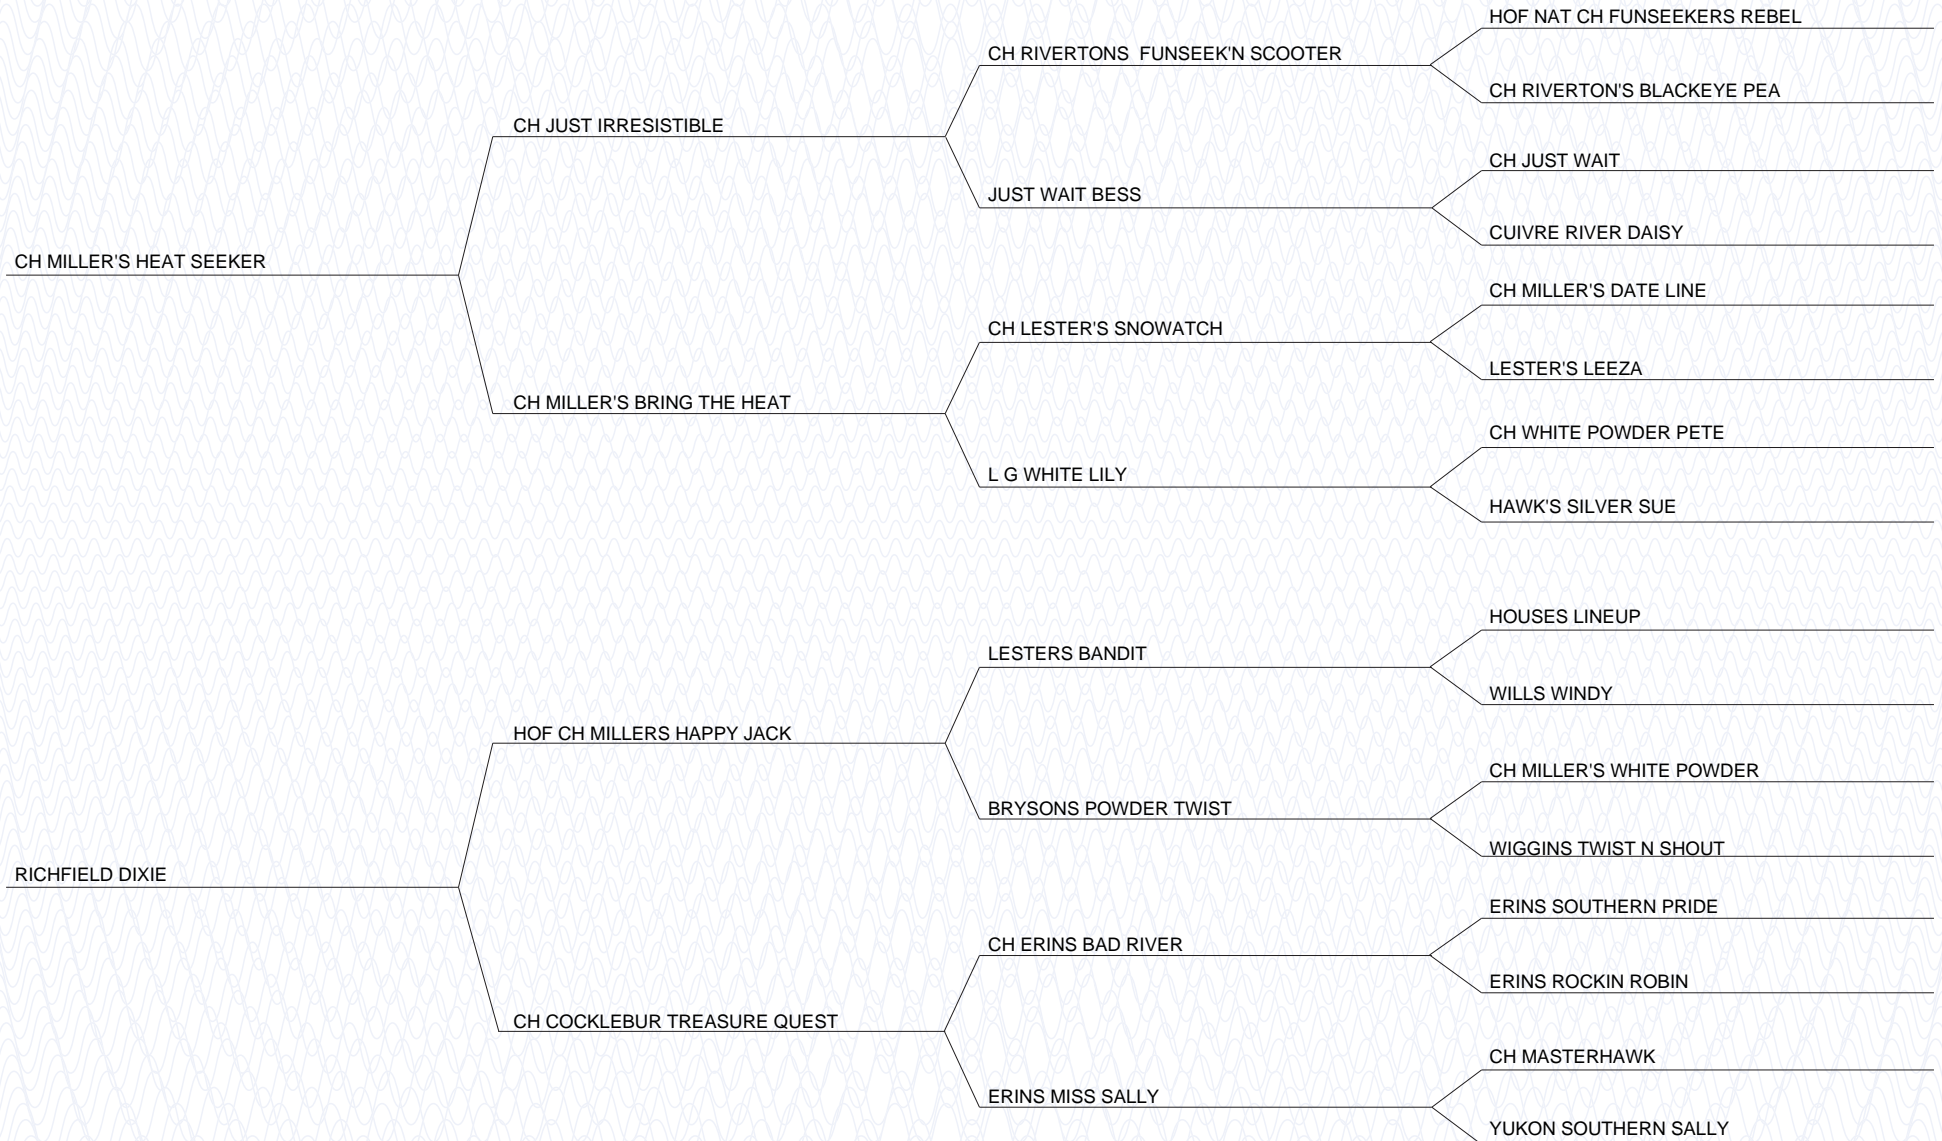 HOF NAT CH FUNSEEKERS REBEL
CH RIVERTONS  FUNSEEK'N SCOOTER
CH RIVERTON'S BLACKEYE PEA
CH JUST IRRESISTIBLE
CH JUST WAIT
JUST WAIT BESS
CUIVRE RIVER DAISY
CH MILLER'S HEAT SEEKER
CH MILLER'S DATE LINE
CH LESTER'S SNOWATCH
LESTER'S LEEZA
CH MILLER'S BRING THE HEAT
CH WHITE POWDER PETE
L G WHITE LILY
HAWK'S SILVER SUE
HOUSES LINEUP
LESTERS BANDIT
WILLS WINDY
HOF CH MILLERS HAPPY JACK
CH MILLER'S WHITE POWDER
BRYSONS POWDER TWIST
WIGGINS TWIST N SHOUT
RICHFIELD DIXIE
ERINS SOUTHERN PRIDE
CH ERINS BAD RIVER
ERINS ROCKIN ROBIN
CH COCKLEBUR TREASURE QUEST
CH MASTERHAWK
ERINS MISS SALLY
YUKON SOUTHERN SALLY